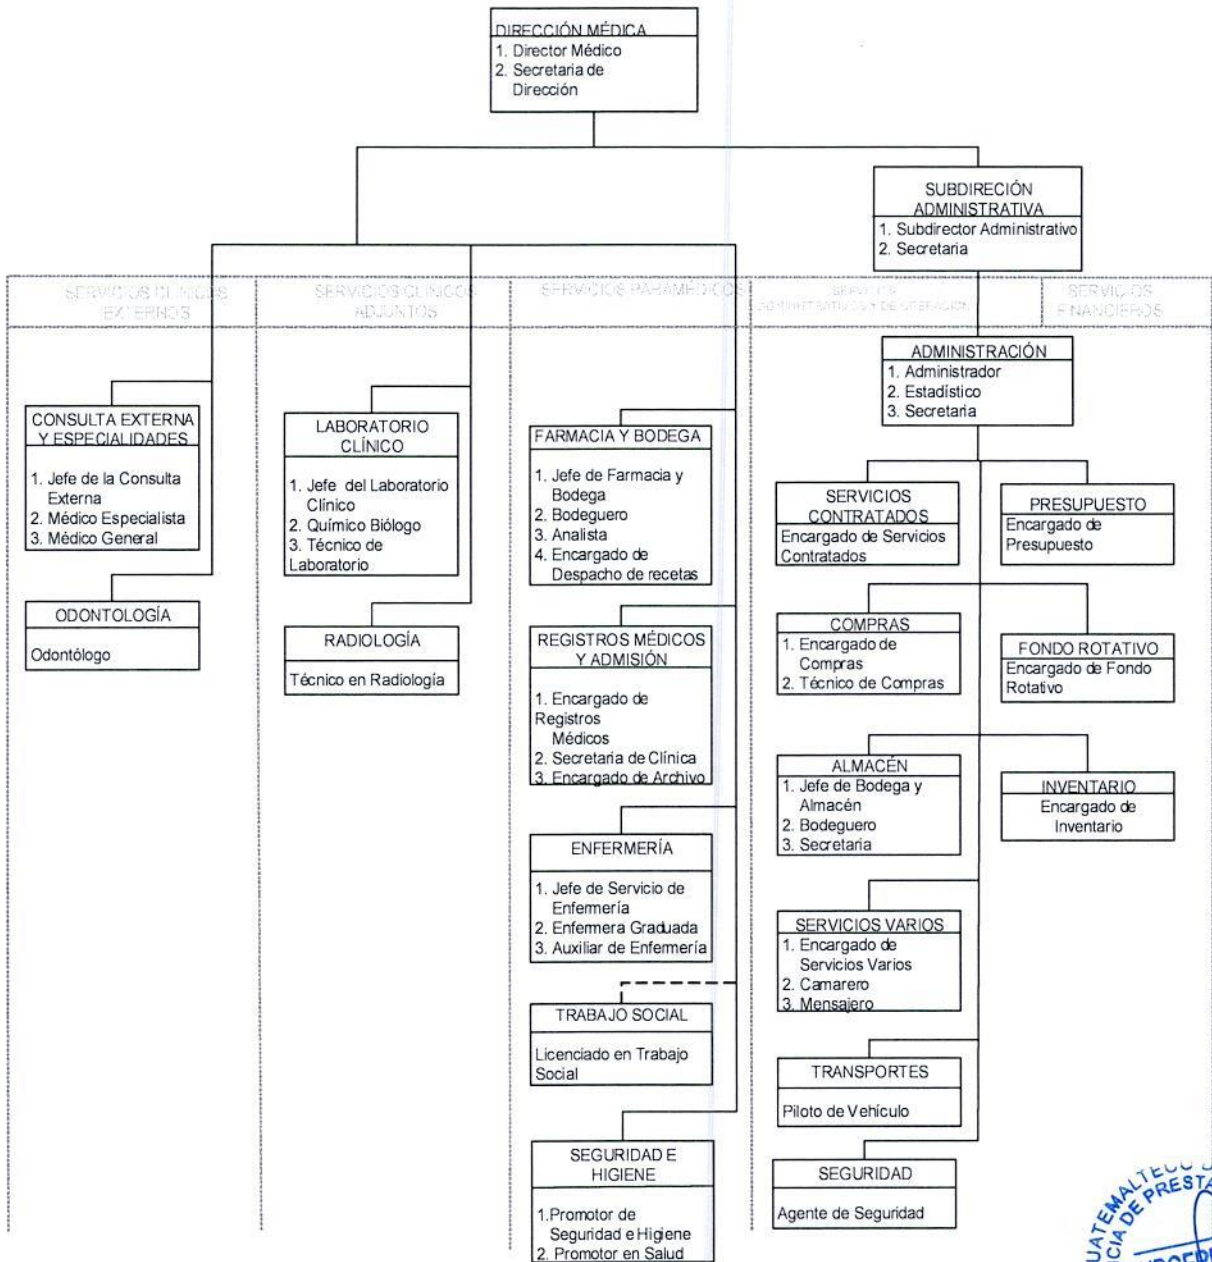 DIRECCIÓN MÉDICA
1. Director Médico
2. Secretaria de
Dirección
SUBDIRECIÓN
ADMINISTRATIVA
1. Subdirector Administrativo
2. Secretaria
SERVICIOS CLINICOS
EXTERNOS
SERVICIOS CLINICOS
ADJUNTOS
SERVICIOS PARAMÉDICOS
SERVICIOS
SERVICIOS
FINANCIEROS
ADMINISTRACIÓN
1. Administrador
2. Estadístico
3. Secretaria
CONSULTA EXTERNA
Y ESPECIALIDADES
1. Jefe de la Consulta
Externa
2. Médico Especialista
3. Médico General
ODONTOLOGÍA
Odontólogo
LABORATORIO
CLÍNICO
1. Jefe del Laboratorio
Clínico
2. Químico Biólogo
3. Técnico de
Laboratorio
RADIOLOGÍA
Técnico en Radiología
FARMACIA Y BODEGA
1. Jefe de Farmacia y
Bodega
2. Bodeguero
3. Analista
4. Encargado de
Despacho de recetas
REGISTROS MÉDICOS
Y ADMISIÓN
1. Encargado de
Registros
Médicos
2. Secretaria de Clínica
3. Encargado de Archivo
ENFERMERÍA
1. Jefe de Servicio de
Enfermería
2. Enfermera Graduada
3. Auxiliar de Enfermería
TRABAJO SOCIAL
Licenciado en Trabajo
Social
SEGURIDAD E
HIGIENE
1.Promotor de
Seguridad e Higiene
2. Promotor en Salud
SERVICIOS
CONTRATADOS
Encargado de Servicios
Contratados
PRESUPUESTO
Encargado de
Presupuesto
COMPRAS
1. Encargado de
Compras
2. Técnico de Compras
FONDO ROTATIVO
Encargado de Fondo
Rotativo
ALMACÉN
1. Jefe de Bodega y
Almacén
2. Bodeguero
3. Secretaria
INVENTARIO
Encargado de
Inventario
SERVICIOS VARIOS
1. Encargado de
Servicios Varios
2. Camarero
3. Mensajero
TRANSPORTES
Piloto de Vehículo
SEGURIDAD
Agente de Seguridad